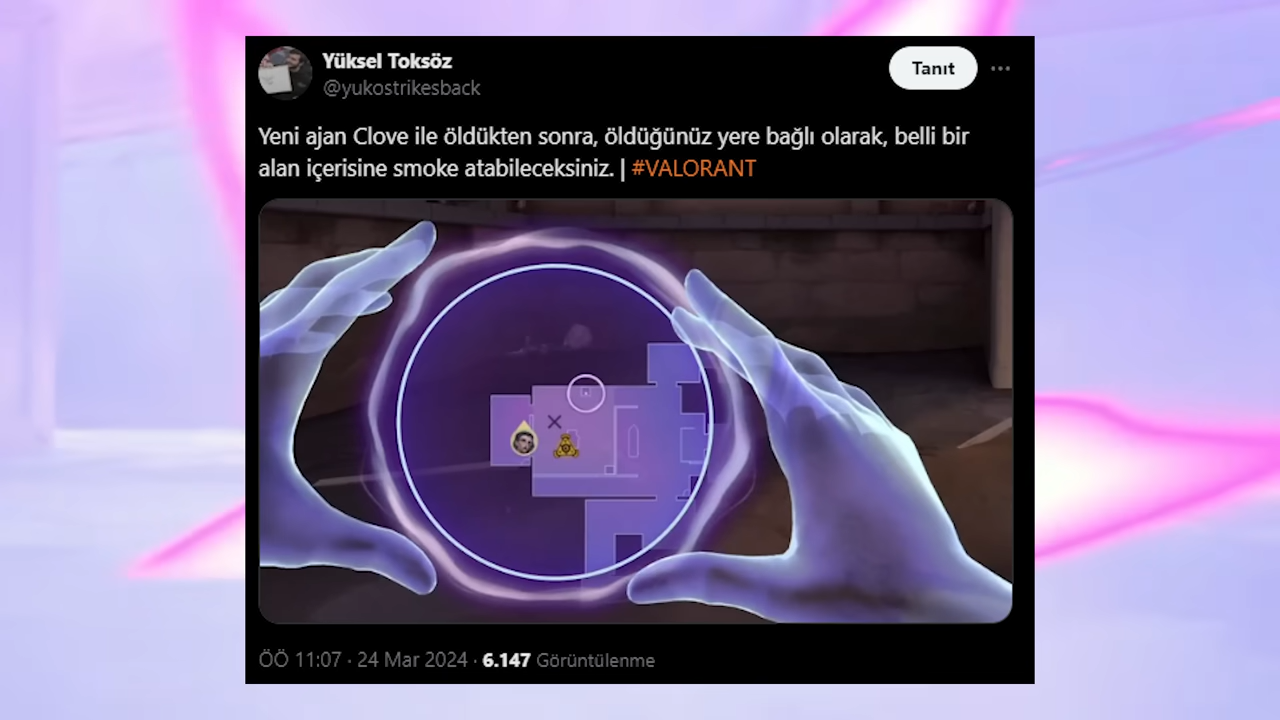 Yüksel Toksöz
@yukostrikesback
Tanıt
Yeni ajan Clove ile öldükten sonra, öldüğünüz yere bağlı olarak, belli bir
alan içerisine smoke atabileceksiniz. | #VALORANT
ÖÖ 11:07 · 24 Mar 2024 · 6.147 Görüntülenme